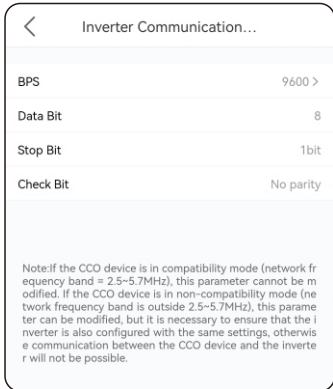 Inverter Communication…
BPS 9600 >
Data Bit 8
Stop Bit 1bit
Check Bit No parity
Note:If the CCO device is in compatibility mode (network fr
equency band = 2.5~5.7MHz), this parameter cannot be m
odified. If the CCO device is in non-compatibility mode (ne
twork frequency band is outside 2.5~5.7MHz), this parame
ter can be modified, but it is necessary to ensure that the i
nverter is also configured with the same settings, otherwis
e communication between the CCO device and the inverte
r will not be possible.